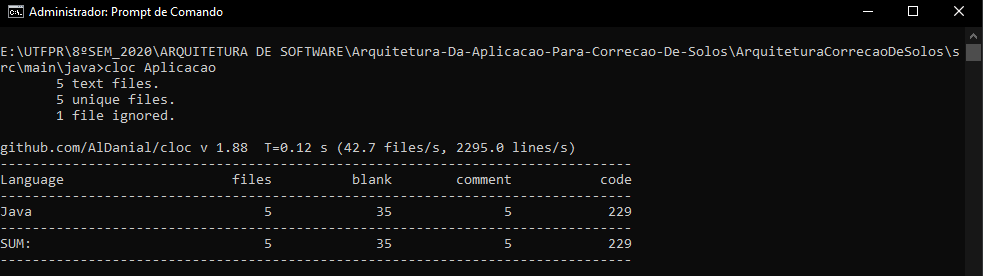 Administrador: Prompt de Comando
E:\UTFPR\8ºSEM_2020\ARQUITETURA DE SOFTWARE\Arquitetura-Da-Aplicacao-Para-Correcao-De-Solos\ArquiteturaCorrecaoDeSolos\s
rc\main\java>cloc Aplicacao
       5 text files.
       5 unique files.
       1 file ignored.
github.com/AlDanial/cloc v 1.88  T=0.12 s (42.7 files/s, 2295.0 lines/s)
-------------------------------------------------------------------------------
Language                     files          blank        comment           code
-------------------------------------------------------------------------------
Java                             5             35              5            229
-------------------------------------------------------------------------------
SUM:                             5             35              5            229
-------------------------------------------------------------------------------